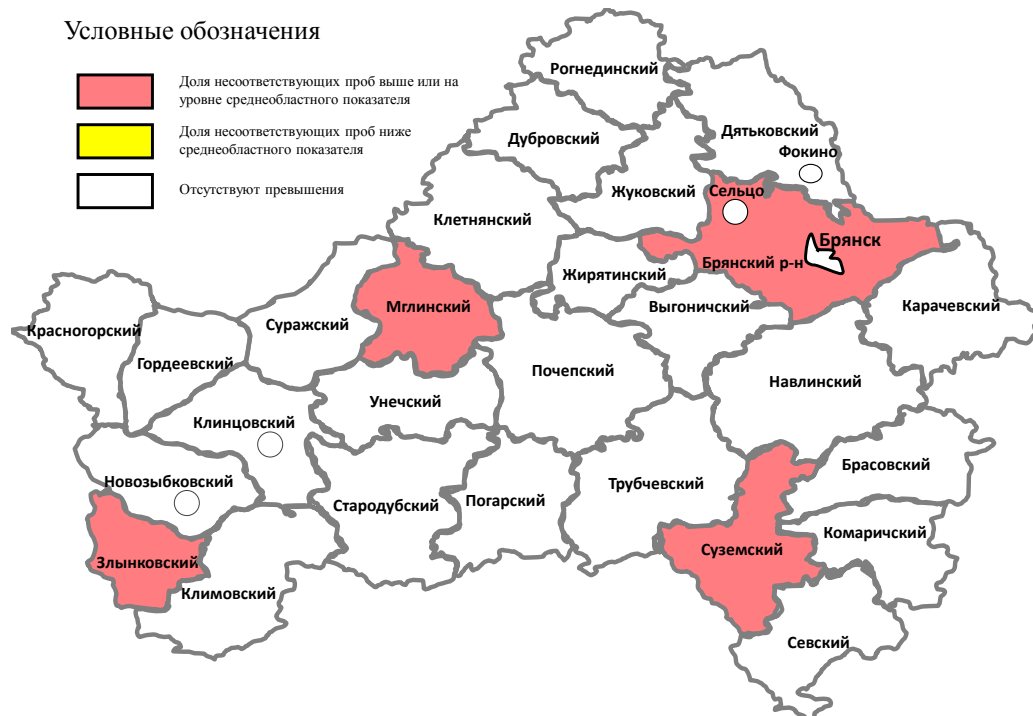 Условные обозначения
Доля несоответствующих проб выше или на
уровне среднеобластного показателя
Доля несоответствующих проб ниже
среднеобластного показателя
Отсутствуют превышения
Рогнединский
Дубровский
Дятьковский
Фокино
Жуковский
Сельцо
Клетнянский
Брянск
Брянский р-н
Жирятинский
Выгоничский
Карачевский
Мглинский
Суражский
Красногорский
Гордеевский
Почепский
Навлинский
Унечский
Клинцовский
Новозыбковский
Стародубский
Погарский
Трубчевский
Брасовский
Комаричский
Суземский
Злынковский
Климовский
Севский